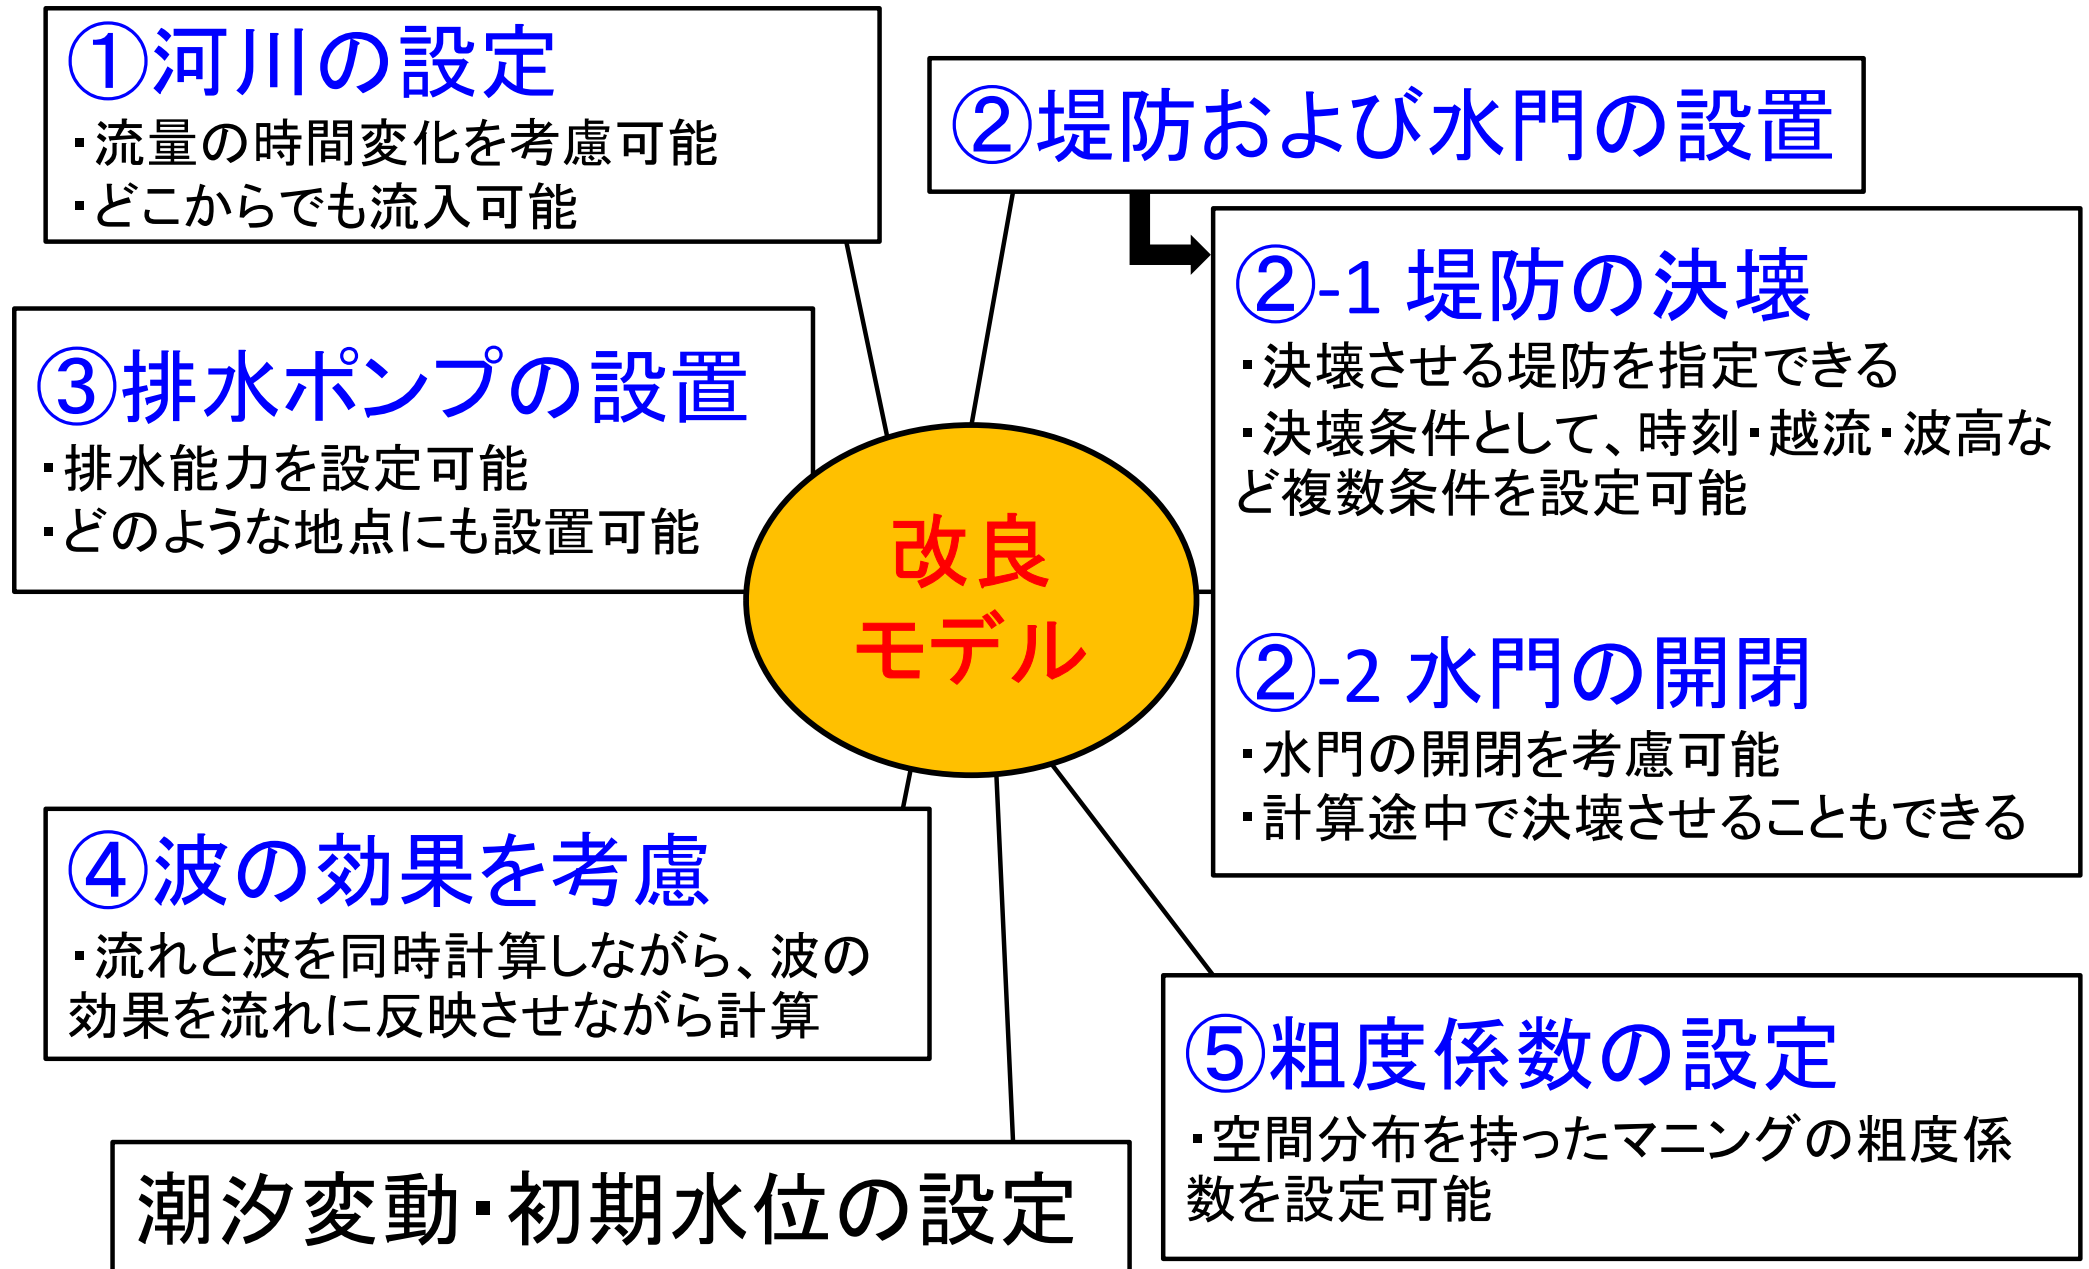 ①河川の設定
・流量の時間変化を考慮可能
・どこからでも流入可能
②堤防および水門の設置
②-1 堤防の決壊
・決壊させる堤防を指定できる
・決壊条件として、時刻・越流・波高な
ど複数条件を設定可能
②-2 水門の開閉
・水門の開閉を考慮可能
・計算途中で決壊させることもできる
③排水ポンプの設置
・排水能力を設定可能
・どのような地点にも設置可能
改良
モデル
④波の効果を考慮
・流れと波を同時計算しながら、波の
効果を流れに反映させながら計算
⑤粗度係数の設定
・空間分布を持ったマニングの粗度係
数を設定可能
潮汐変動・初期水位の設定